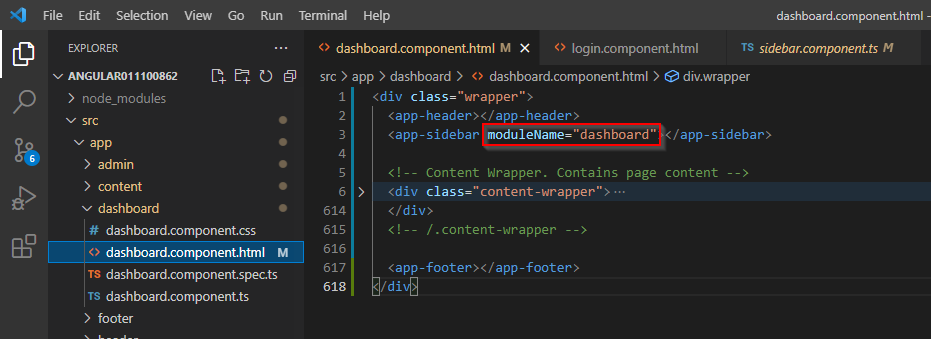 File Edit Selection View Go Run Terminal Help dashboard.component.html -
EXPLORER
ANGULAR011100862
node_modules
src
app
admin
content
dashboard
# dashboard.component.css
<> dashboard.component.html M
TS dashboard.component.spec.ts
TS dashboard.component.ts
footer
header
6
<> dashboard.component.html M × <> login.component.html TS sidebar.component.ts M
src > app > dashboard > <> dashboard.component.html > div.wrapper
1 <div class="wrapper">
2 <app-header></app-header>
3 <app-sidebar moduleName="dashboard"></app-sidebar>
4
5 <!-- Content Wrapper. Contains page content -->
6 <div class="content-wrapper">⋯
614 </div>
615 <!-- /.content-wrapper -->
616
617 <app-footer></app-footer>
618 </div>